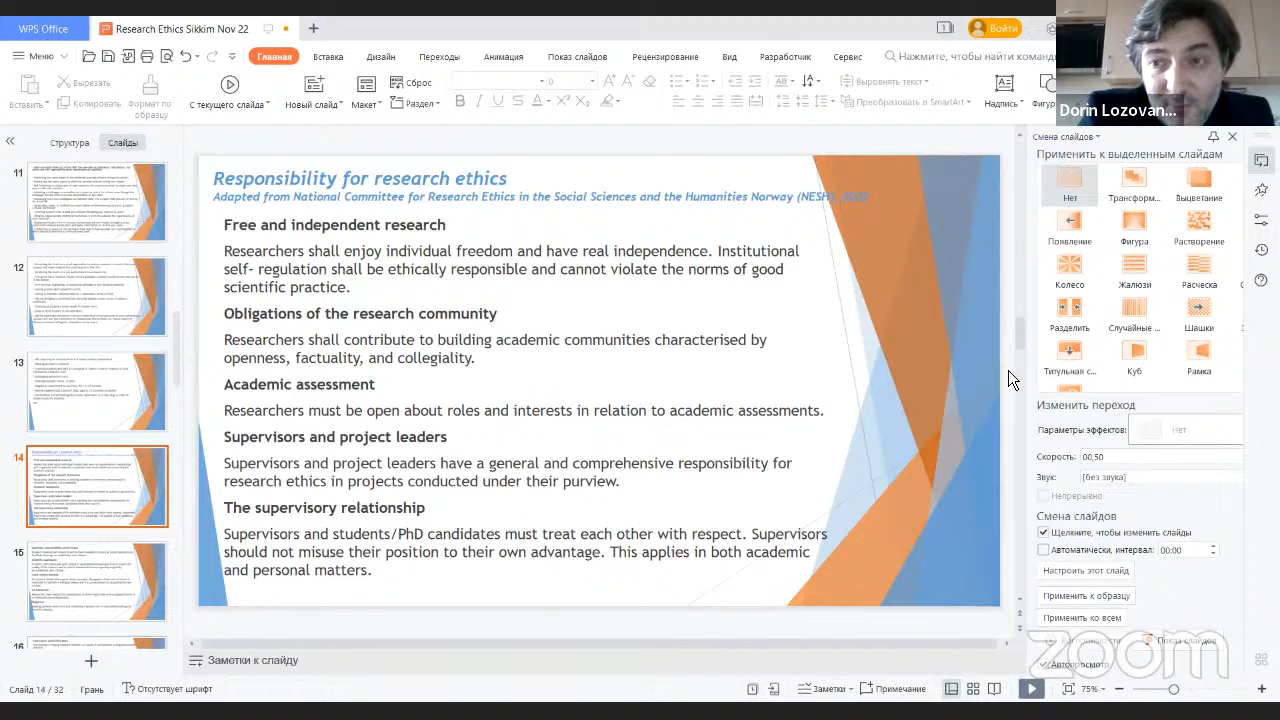 WPS Office
Research Ethics Sikkim Nov 22
Войти
Меню
Главная
Вставка
Дизайн
Переходы
Анимация
Показ слайдов
Рецензирование
Вид
Разработчик
Сервис
Нажмите, чтобы найти команд
Вырезать
Копировать
Формат по образцу
С текущего слайда
Новый слайд
Макет
Сброс
Раздел
Выровнять текст
Преобразовать в SmartArt
Надпись
Фигур
Dorin Lozovan...
Структура
Слайды
11
12
13
14
15
16
Responsibility for research ethics
Adapted from National Committee for Research Ethics in the Social Sciences and the Humanities Norway (NESH), 2022
Free and independent research
Researchers shall enjoy individual freedom and have real independence. Institutional
self- regulation shall be ethically responsible and cannot violate the norms of good
scientific practice.
Obligations of the research community
Researchers shall contribute to building academic communities characterised by
openness, factuality, and collegiality.
Academic assessment
Researchers must be open about roles and interests in relation to academic assessments.
Supervisors and project leaders
Supervisors and project leaders have a general and comprehensive responsibility for
research ethics in projects conducted under their purview.
The supervisory relationship
Supervisors and students/PhD candidates must treat each other with respect. Supervisors
should not misuse their position to their own advantage. This applies in both academic
and personal matters.
Смена слайдов
Применить к выделенным слайдам
Нет
Трансформ...
Выцветание
Появление
Фигура
Растворение
Колесо
Жалюзи
Расческа
Разделить
Случайные ...
Шашки
Титульная с...
Куб
Рамка
Изменить переход
Параметры эффектов:
Нет
Скорость:
00,50
Звук:
[без звука]
Непрерывно
Смена слайдов
Щелкните, чтобы изменить слайды
Автоматически, интервал:
00:00
Настроить этот слайд
Применить к образцу
Применить ко всем
Показ слайдов
Автопросмотр
zoom
Заметки к слайду
Слайд 14 / 32
Грань
Отсутствует шрифт
Заметки
Примечание
75%